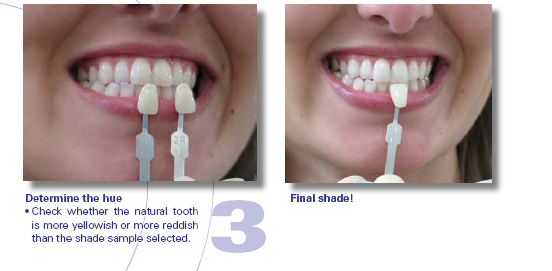 Determine the hue
• Check whether the natural tooth
is more yellowish or more reddish
than the shade sample selected.
3
Final shade!